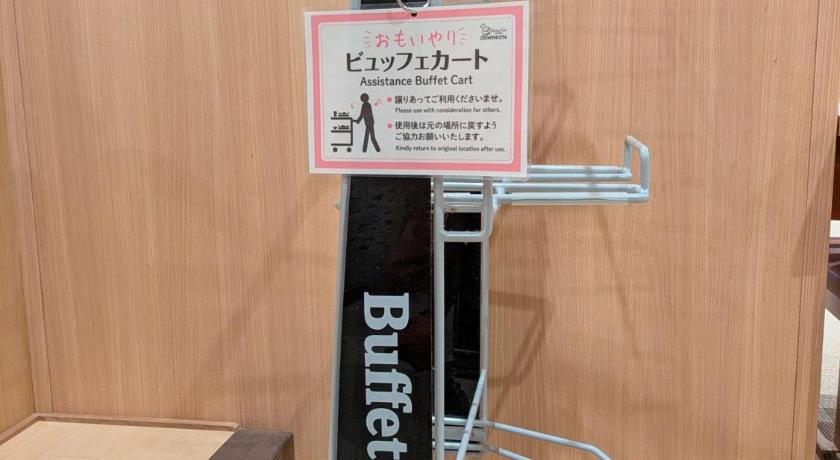 おもいやり
ビュッフェカート
Assistance Buffet Cart
● 譲りあってご利用くださいませ。
Please use with consideration for others.
● 使用後は元の場所に戻すよう
ご協力お願いいたします。
Kindly return to original location after use.
Buffet